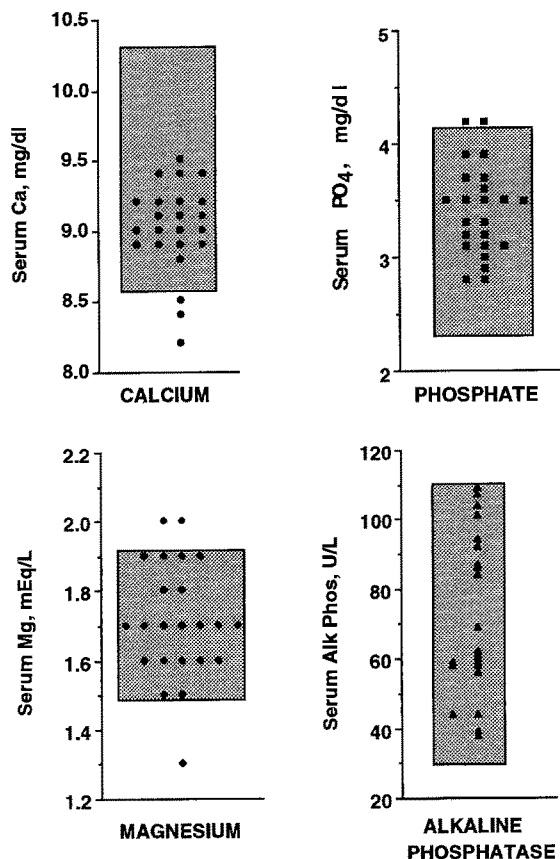 10.5
10.0
9.5
9.0
8.5
8.0
Serum Ca, mg/dl
CALCIUM
5
4
3
2
Serum PO4, mg/d l
PHOSPHATE
2.2
2.0
1.8
1.6
1.4
1.2
Serum Mg, mEq/L
MAGNESIUM
120
100
80
60
40
20
Serum Alk Phos, U/L
ALKALINE
PHOSPHATASE